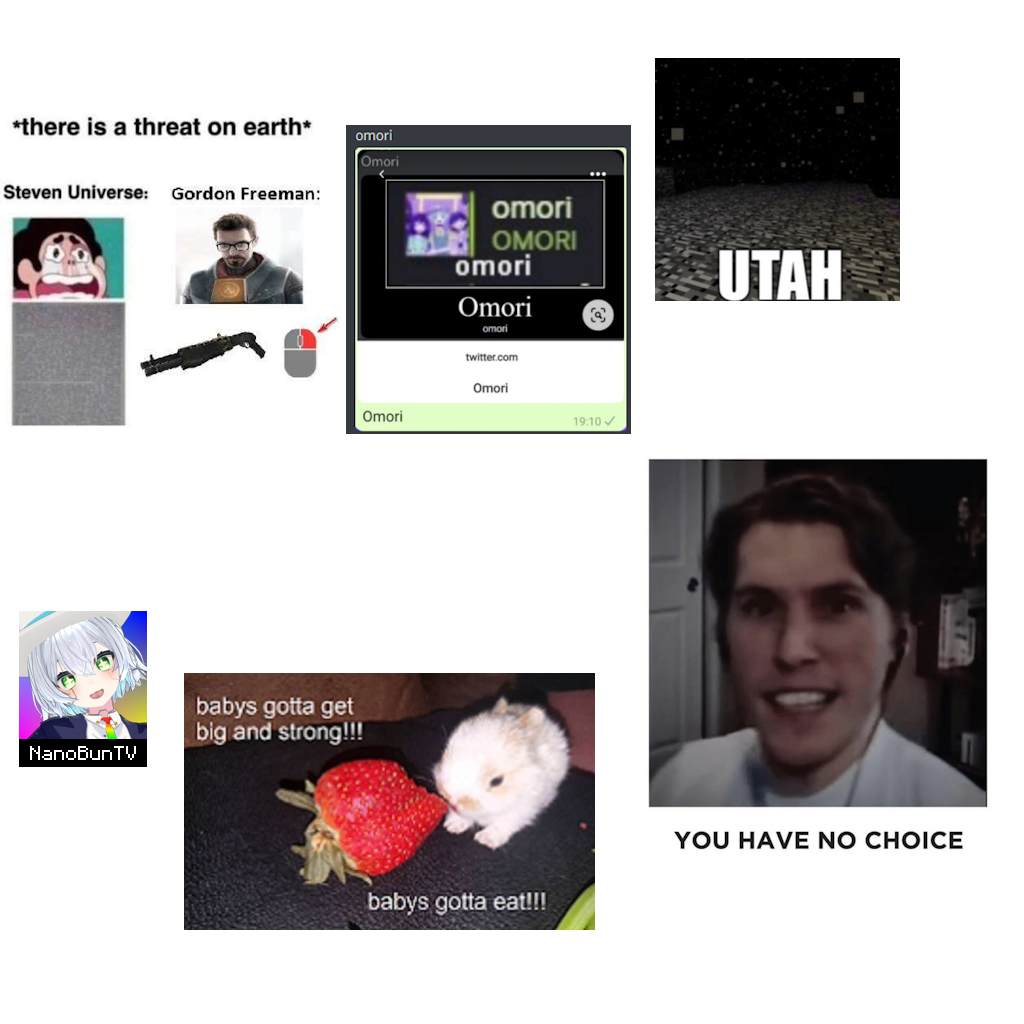 *there is a threat on earth*
Steven Universe:
Gordon Freeman:
omori
Omori
omori
OMORI
omori
Omori
omori
twitter.com
Omori
Omori
19:10
UTAH
NanoBunTV
babys gotta get
big and strong!!!
babys gotta eat!!!
YOU HAVE NO CHOICE